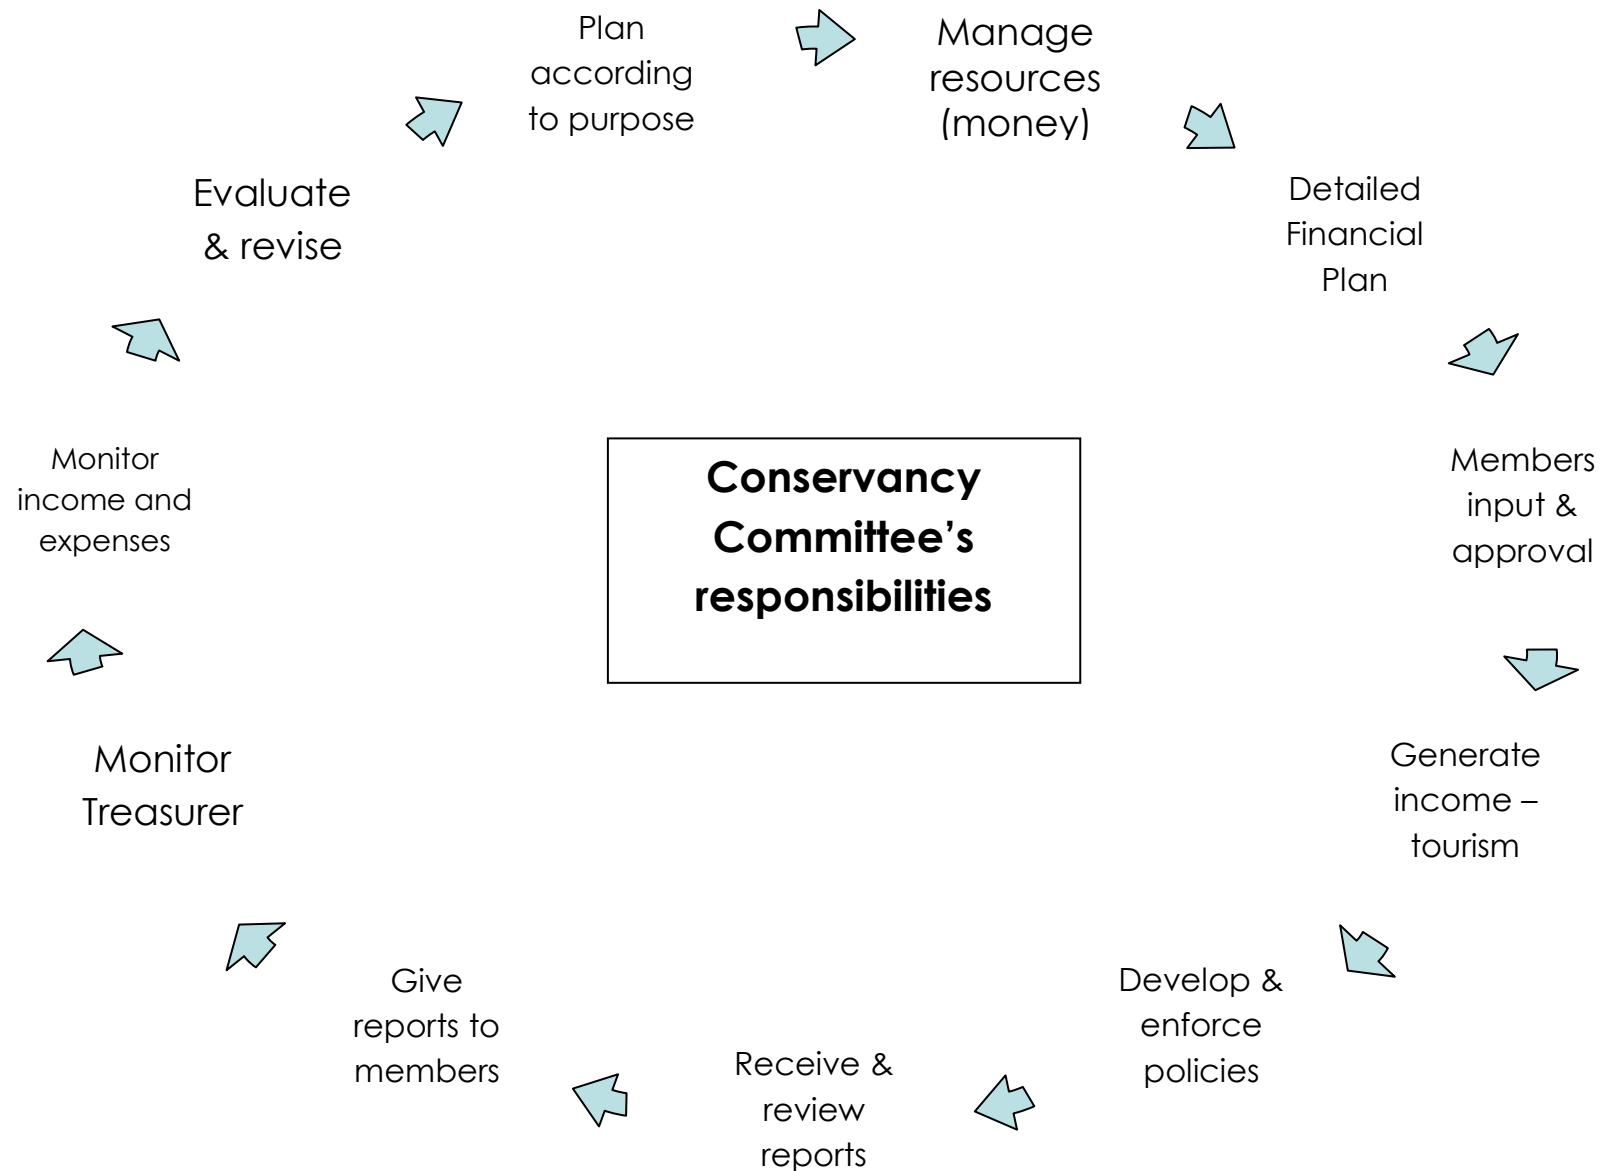 Plan
according
to purpose
Manage
resources
(money)
Detailed
Financial
Plan
Members
input &
approval
Generate
income –
tourism
Develop &
enforce
policies
Receive &
review
reports
Give
reports to
members
Monitor
Treasurer
Monitor
income and
expenses
Evaluate
& revise
Conservancy
Committee’s
responsibilities